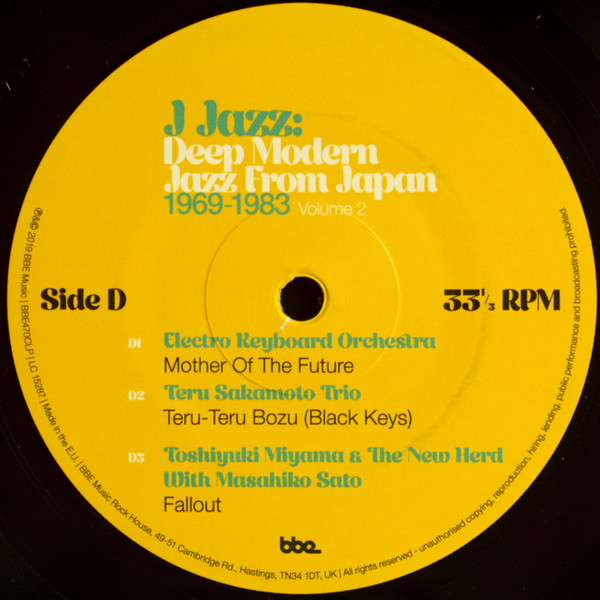 J Jazz:
Deep Modern
Jazz From Japan
1969-1983 Volume 2
Side D
33⅓ RPM
D1 Electro Keyboard Orchestra
Mother Of The Future
D2 Teru Sakamoto Trio
Teru-Teru Bozu (Black Keys)
D3 Toshiyuki Miyama & The New Herd
With Masahiko Sato
Fallout
bbe
℗&© 2019 BBE Music | BBE470CLP | LC 15287 | Made in the E.U. | BBE Music Rock House, 49-51 Cambridge Rd., Hastings, TN34 1DT, UK | All rights reserved - unauthorised copying, reproduction, hiring, lending, public performance and broadcasting prohibited.